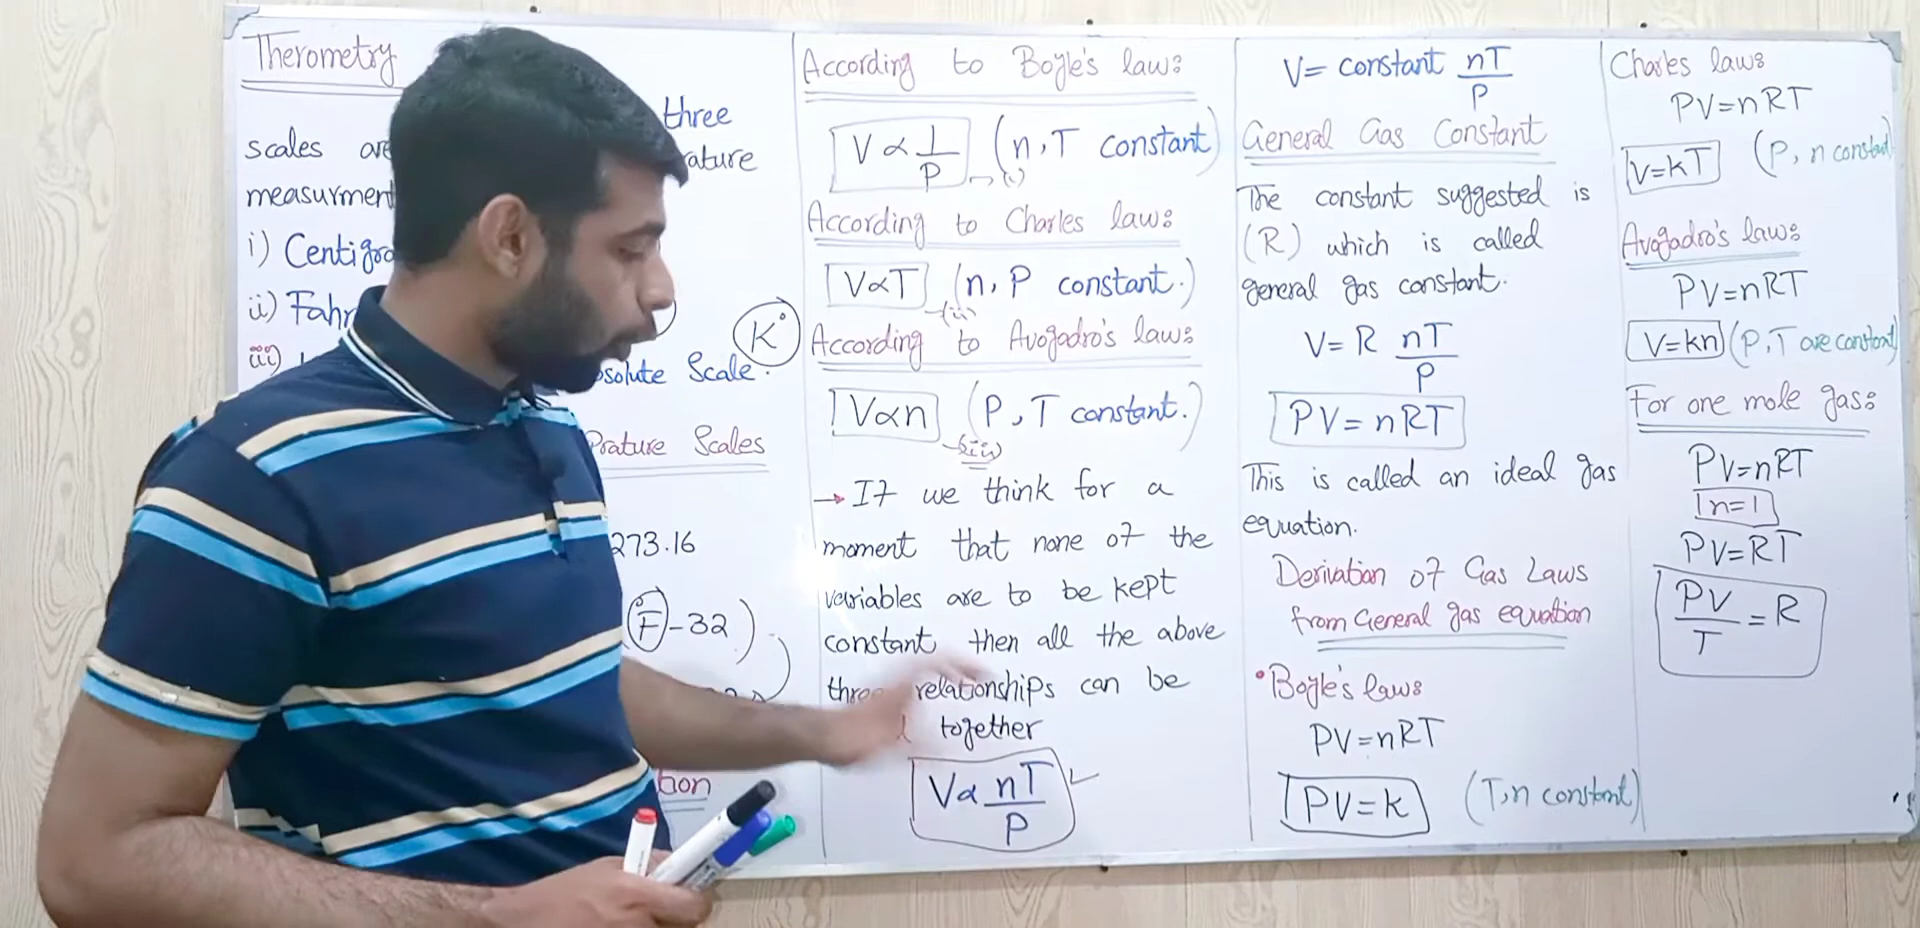 Therometry
three
scales are
rature
measurment
i) Centigra
ii) Fahr
iii)
K°
bsolute Scale.
Prature Scales
273.16
(°F-32)
tion
According to Boyle's law:
V ∝ 1/P (n,T constant)
(i)
According to Charles law:
V∝T (n, P constant.)
(ii)
According to Avogadro's law:
V∝n (P, T constant.)
(iii)
→ If we think for a
moment that none of the
variables are to be kept
constant then all the above
three relationships can be
together
V∝ nT/P
V= constant nT/P
General Gas Constant
The constant suggested is
(R) which is called
general gas constant.
V= R nT/P
PV= nRT
This is called an ideal gas
equation.
Derivation of Gas Laws
from General gas equation
•Boyle's law:
PV=nRT
PV=k (T,n constant)
Charles law:
PV=nRT
V=kT (P, n constant)
Avogadro's law:
PV=nRT
V=kn (P,T are constant)
For one mole gas:
PV=nRT
n=1
PV=RT
PV/T = R